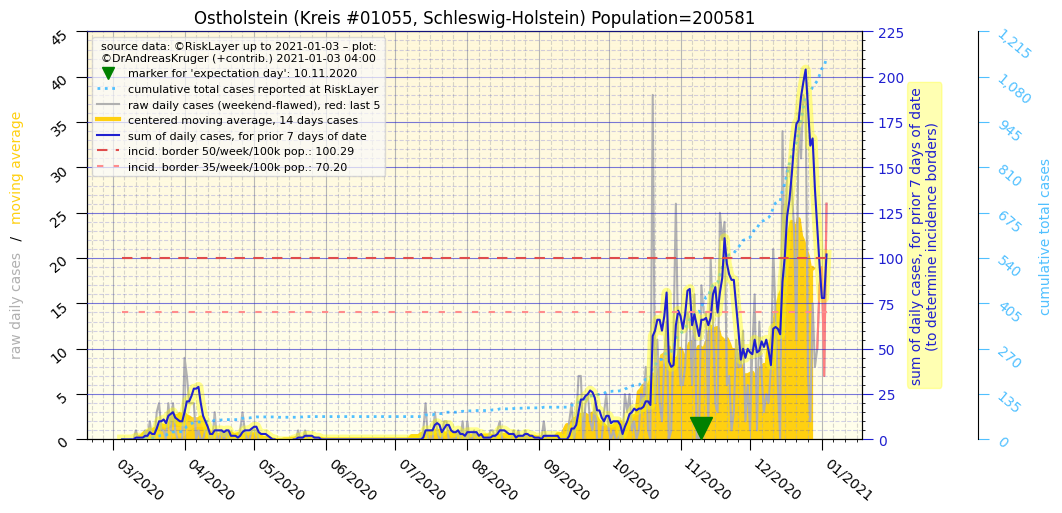 Ostholstein (Kreis #01055, Schleswig-Holstein) Population=200581
source data: ©RiskLayer up to 2021-01-03 – plot:
©DrAndreasKruger (+contrib.) 2021-01-03 04:00
marker for 'expectation day': 10.11.2020
cumulative total cases reported at RiskLayer
raw daily cases (weekend-flawed), red: last 5
centered moving average, 14 days cases
sum of daily cases, for prior 7 days of date
incid. border 50/week/100k pop.: 100.29
incid. border 35/week/100k pop.: 70.20
raw daily cases / moving average
45
40
35
30
25
20
15
10
5
0
03/2020
04/2020
05/2020
06/2020
07/2020
08/2020
09/2020
10/2020
11/2020
12/2020
01/2021
225
200
175
150
125
100
75
50
25
0
sum of daily cases, for prior 7 days of date
(to determine incidence borders)
1,215
1,080
945
810
675
540
405
270
135
0
cumulative total cases